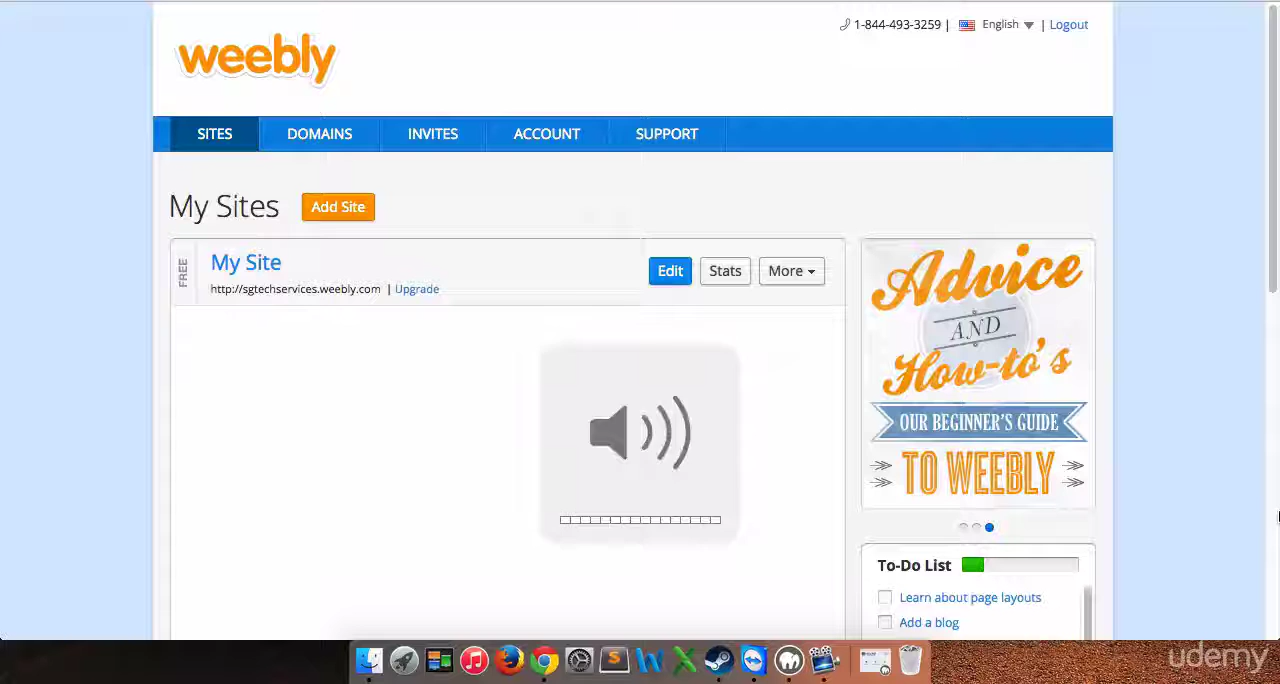 1-844-493-3259 | English | Logout
weebly
SITES DOMAINS INVITES ACCOUNT SUPPORT
My Sites Add Site
FREE
My Site
http://sgtechservices.weebly.com | Upgrade
Edit Stats More
Advice
AND
How-to's
OUR BEGINNER'S GUIDE
TO WEEBLY
To-Do List
Learn about page layouts
Add a blog
udemy